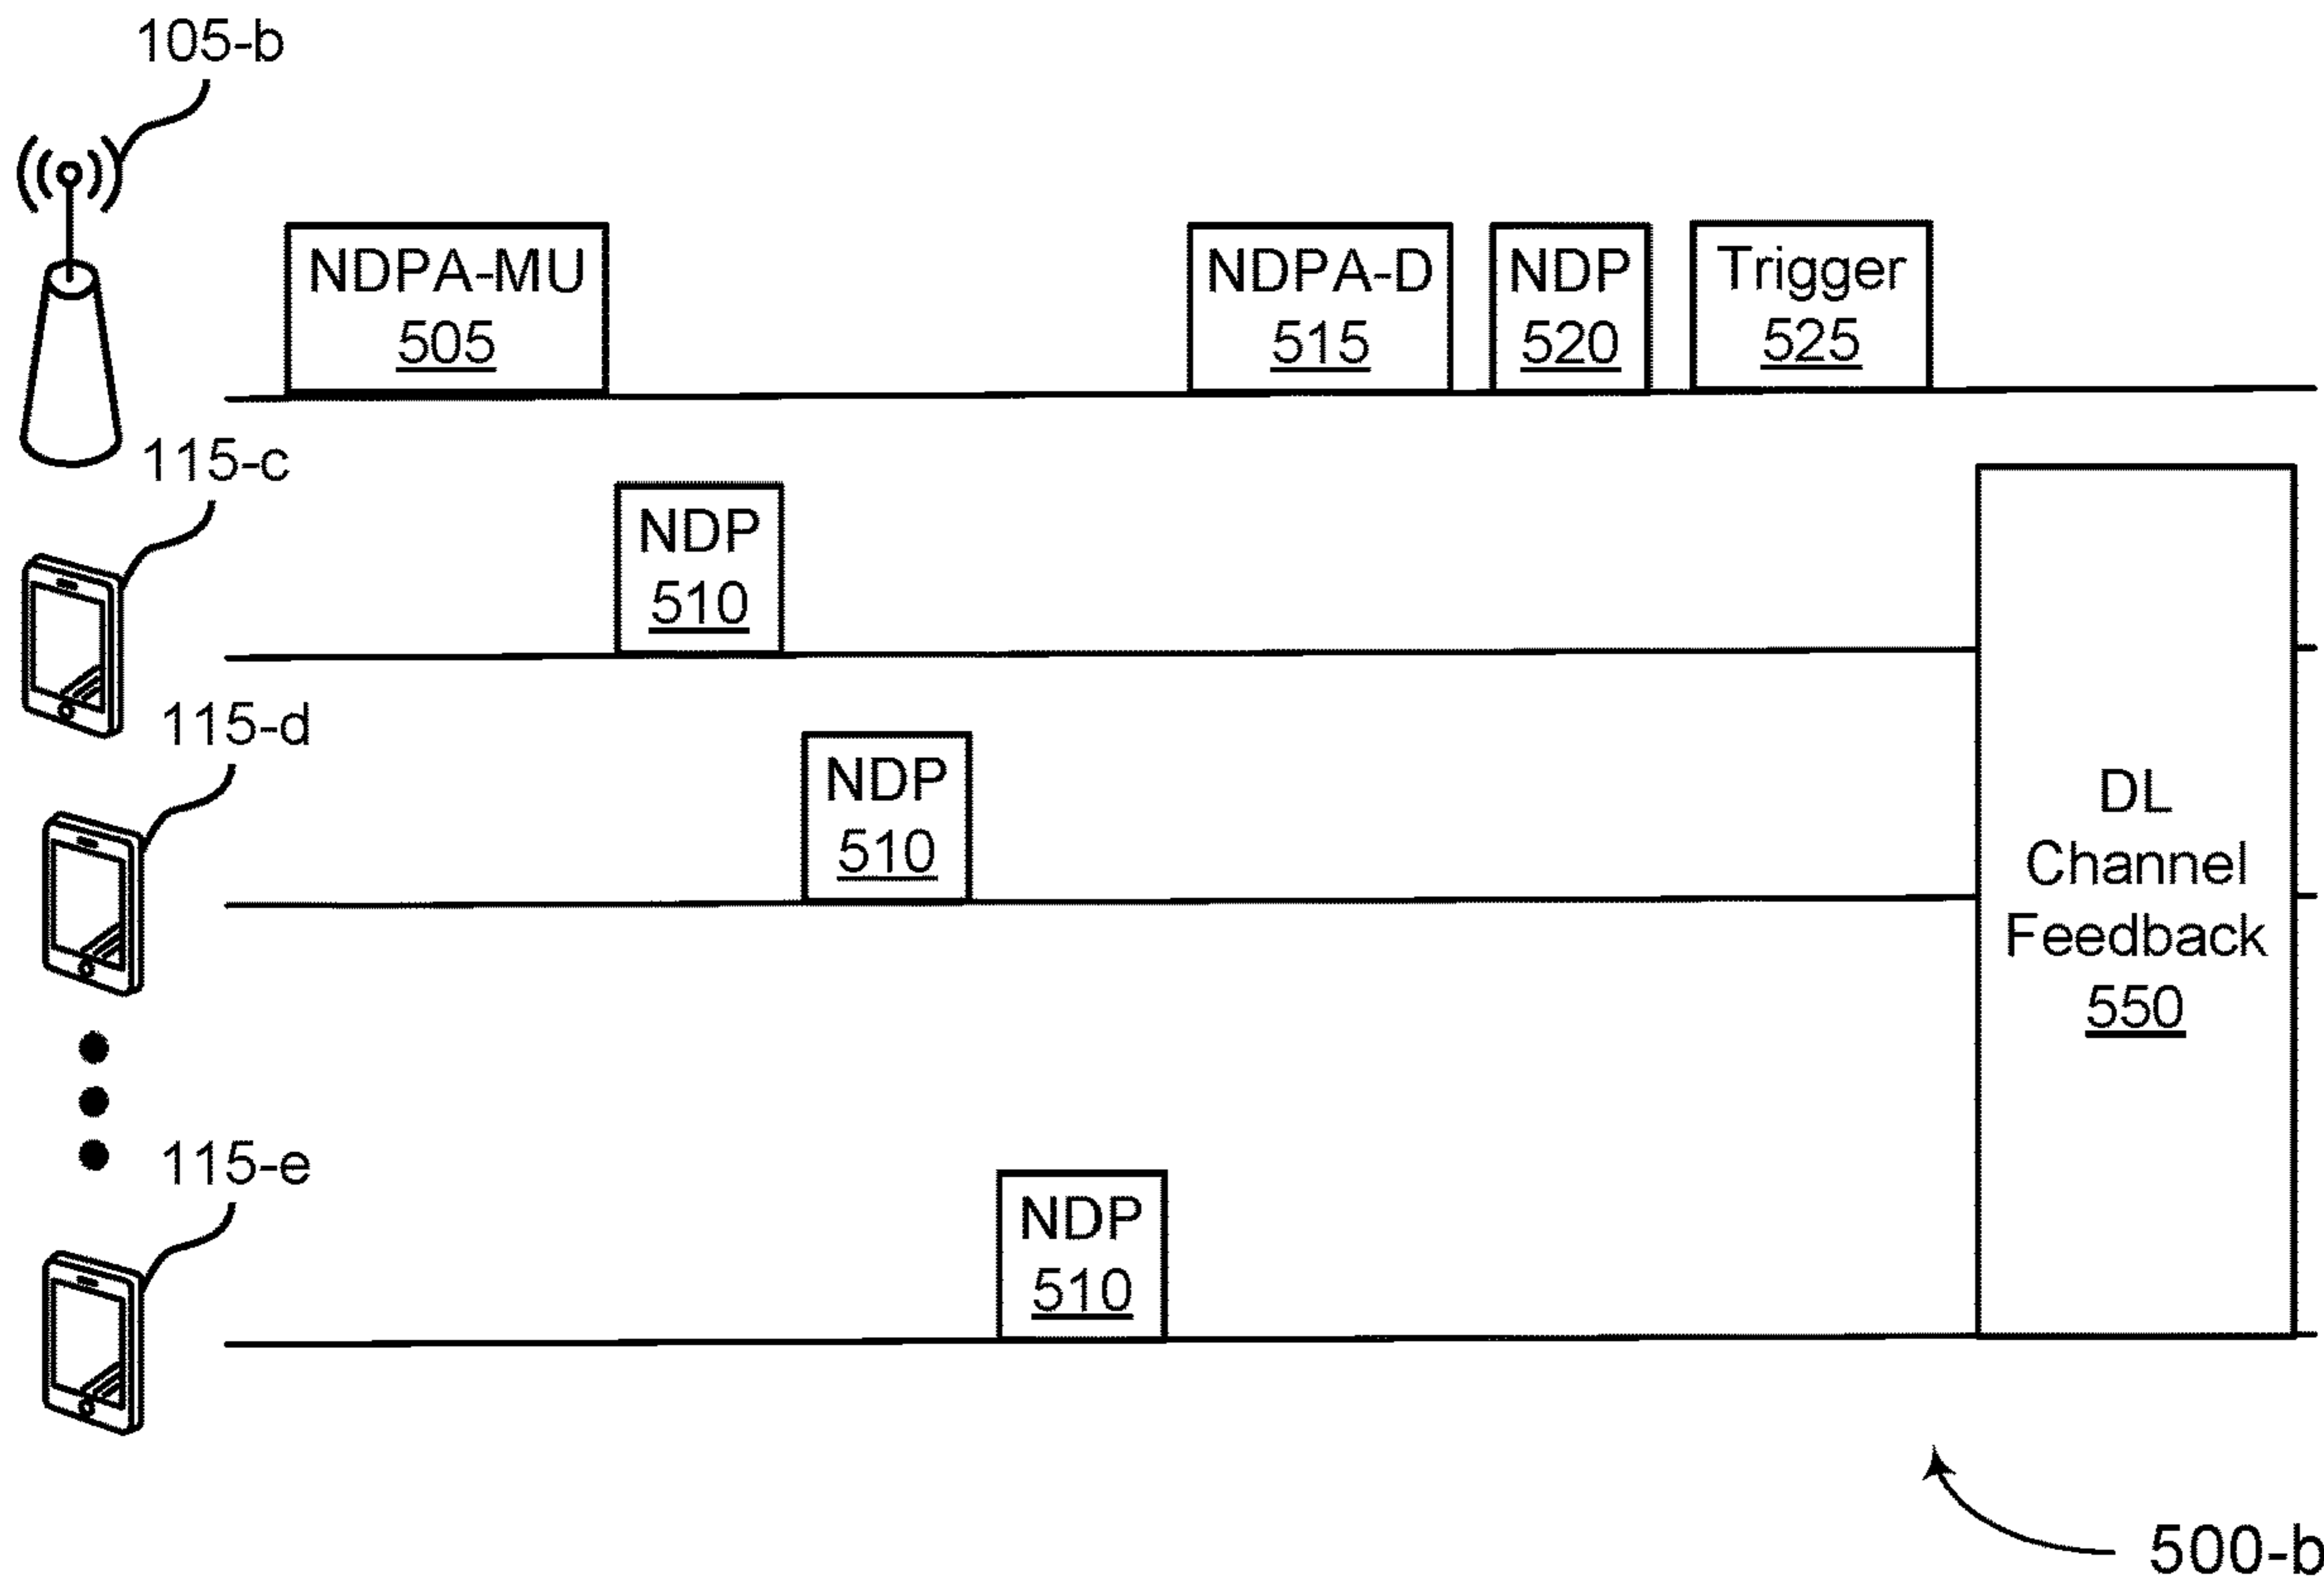 105-b
NDPA-MU
505
NDPA-D
515
NDP
520
Trigger
525
115-c
NDP
510
115-d
NDP
510
DL
Channel
Feedback
550
115-e
NDP
510
500-b